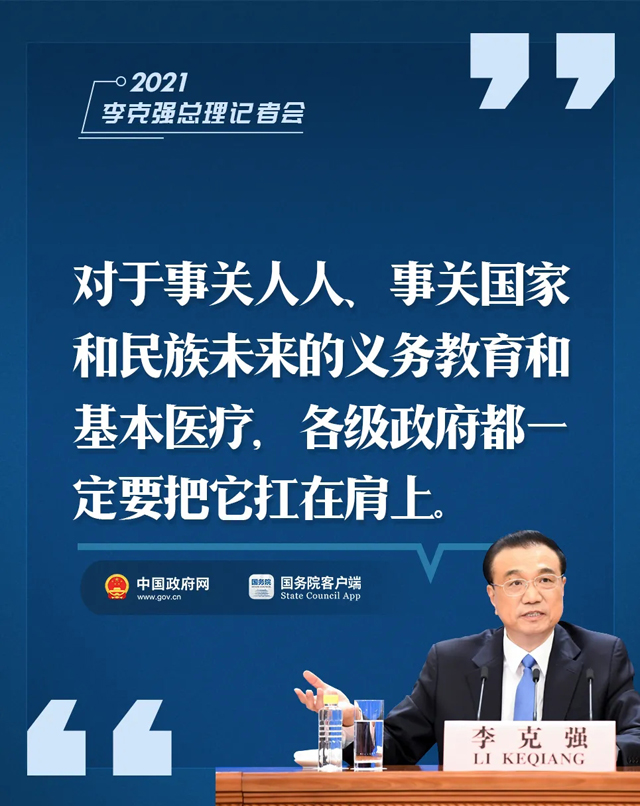 2021
李克强总理记者会
对于事关人人、事关国家
和民族未来的义务教育和
基本医疗，各级政府都一
定要把它扛在肩上。
中国政府网
www.gov.cn
国务院
国务院客户端
State Council App
李克强
LI KEQIANG